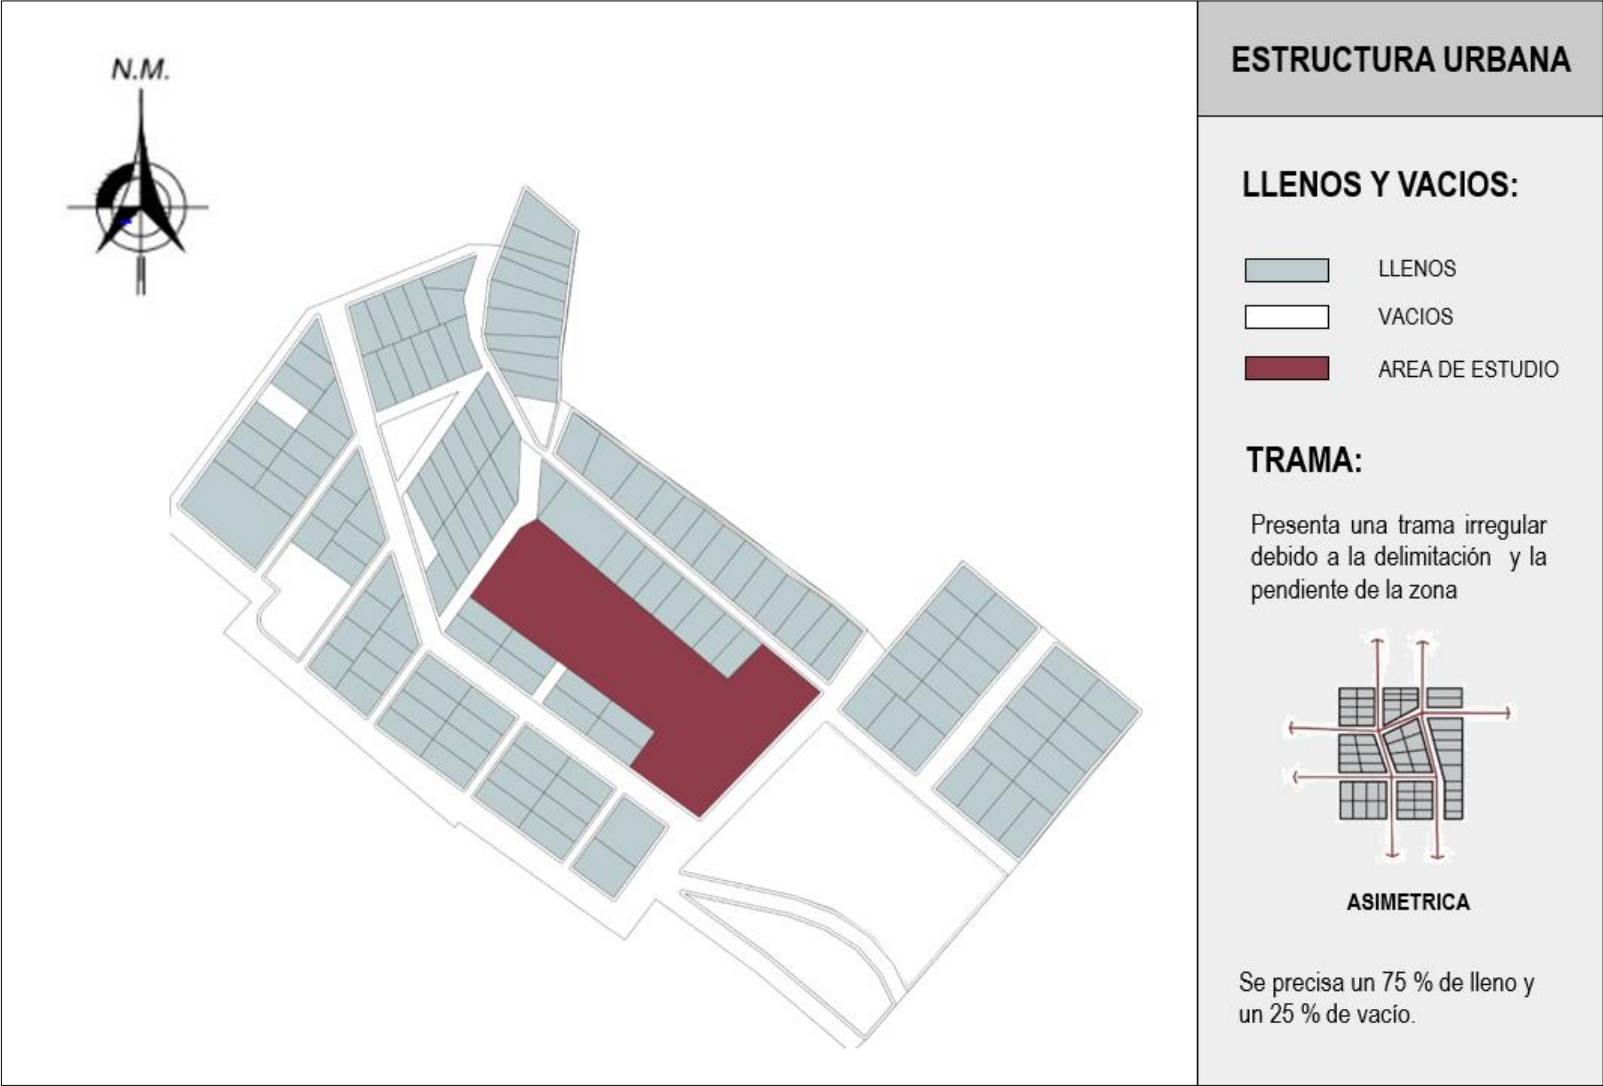 N.M.
ESTRUCTURA URBANA
LLENOS Y VACIOS:
LLENOS
VACIOS
AREA DE ESTUDIO
TRAMA:
Presenta una trama irregular
debido a la delimitación y la
pendiente de la zona
ASIMETRICA
Se precisa un 75 % de lleno y
un 25 % de vacío.